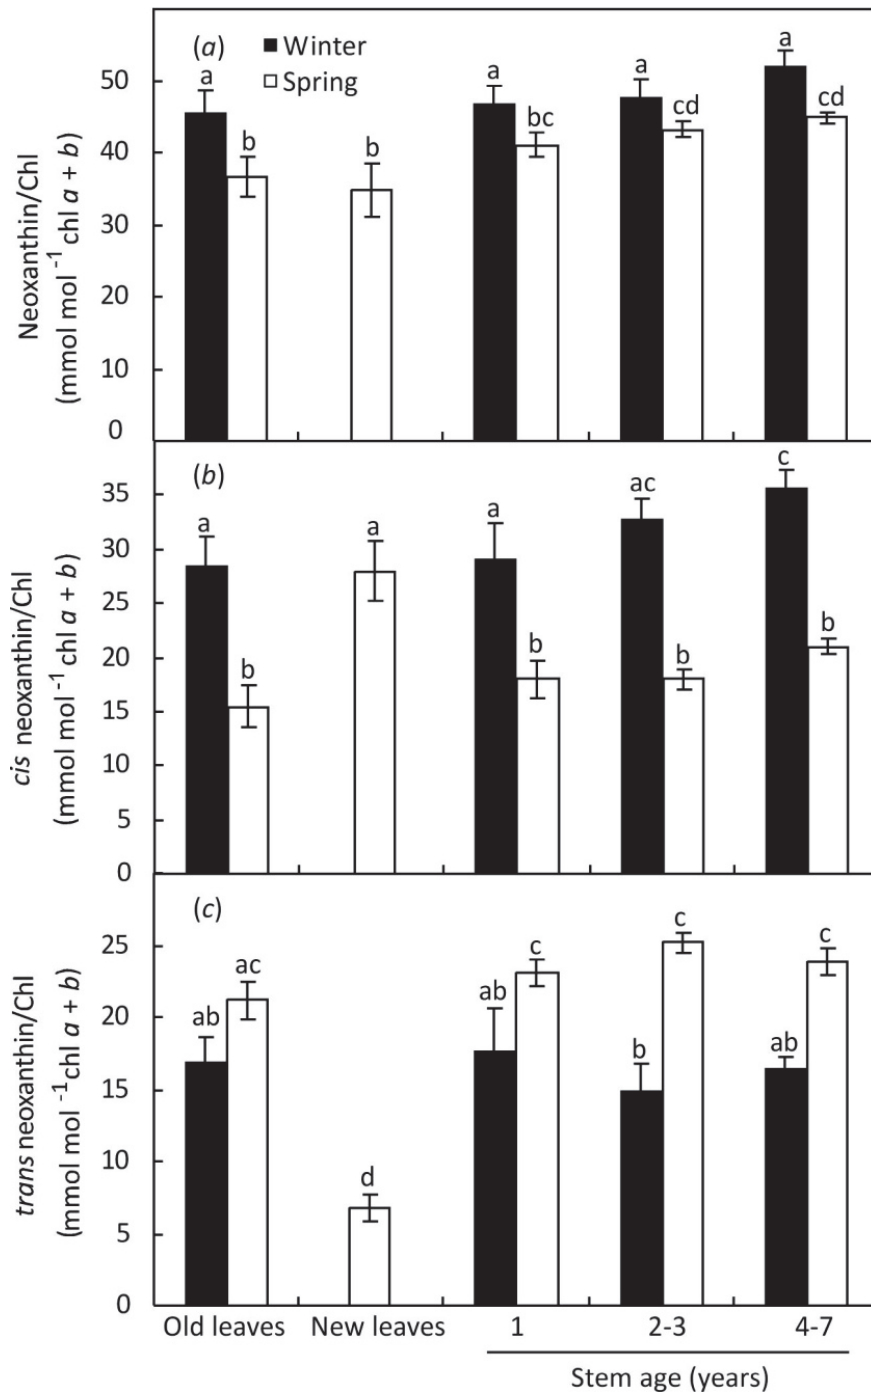 (a)
Winter
Spring
Neoxanthin/Chl
(mmol mol⁻¹ chl a + b)
50
40
30
20
10
0
a
b
b
a
bc
a
cd
a
cd
(b)
cis neoxanthin/Chl
(mmol mol⁻¹ chl a + b)
35
30
25
20
15
10
5
0
a
b
a
a
b
ac
b
c
b
(c)
trans neoxanthin/Chl
(mmol mol⁻¹chl a + b)
25
20
15
10
5
0
ab
ac
d
ab
c
b
c
ab
c
Old leaves New leaves 1 2-3 4-7
Stem age (years)